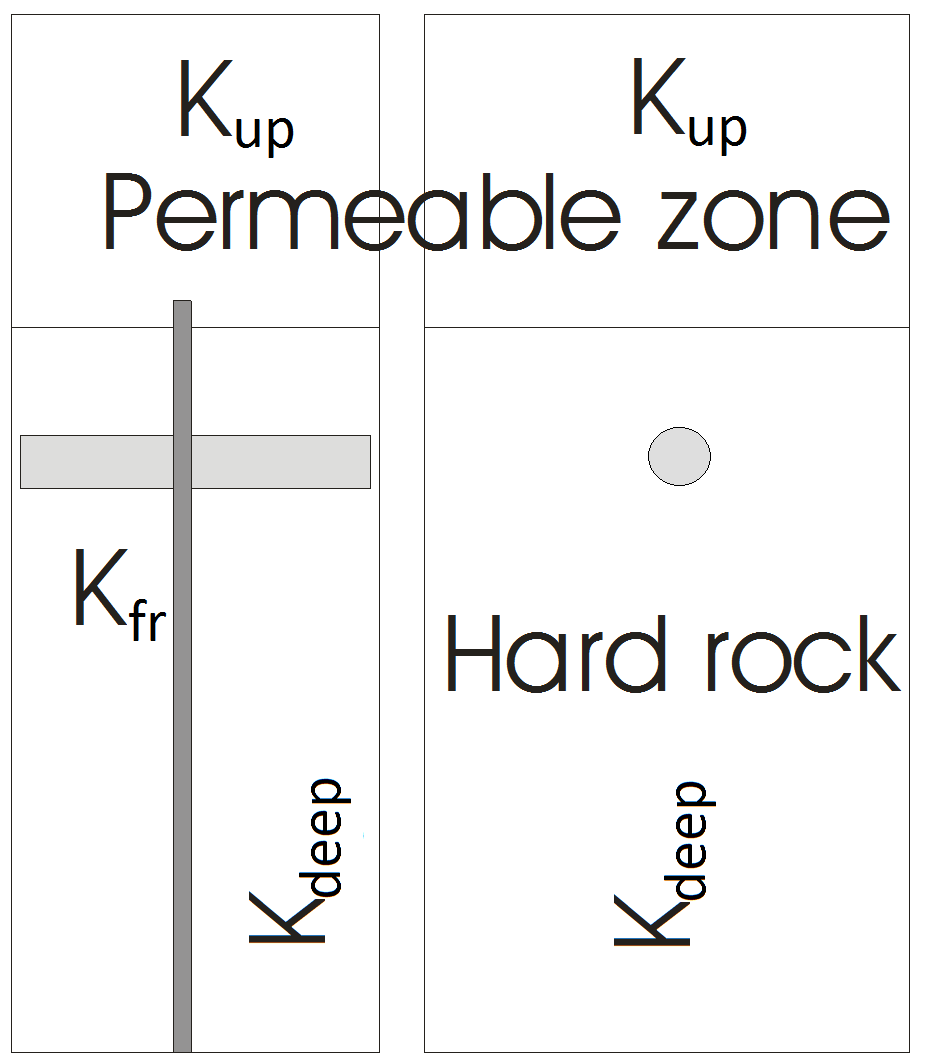 Kup Kup
Permeable zone
Kfr
Hard rock
Kdeep Kdeep